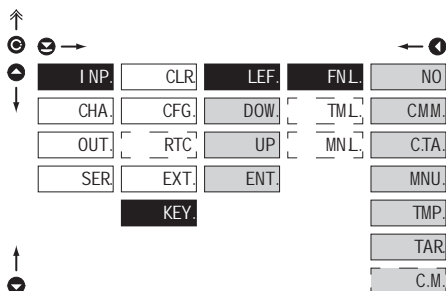 INP. CLR. LEF. FNL. NO
CHA. CFG. DOW. TML. C.M.M.
OUT. RTC UP MNL. C.TA.
SER. EXT. ENT. MNU.
KEY. TMP.
TAR.
C.M.